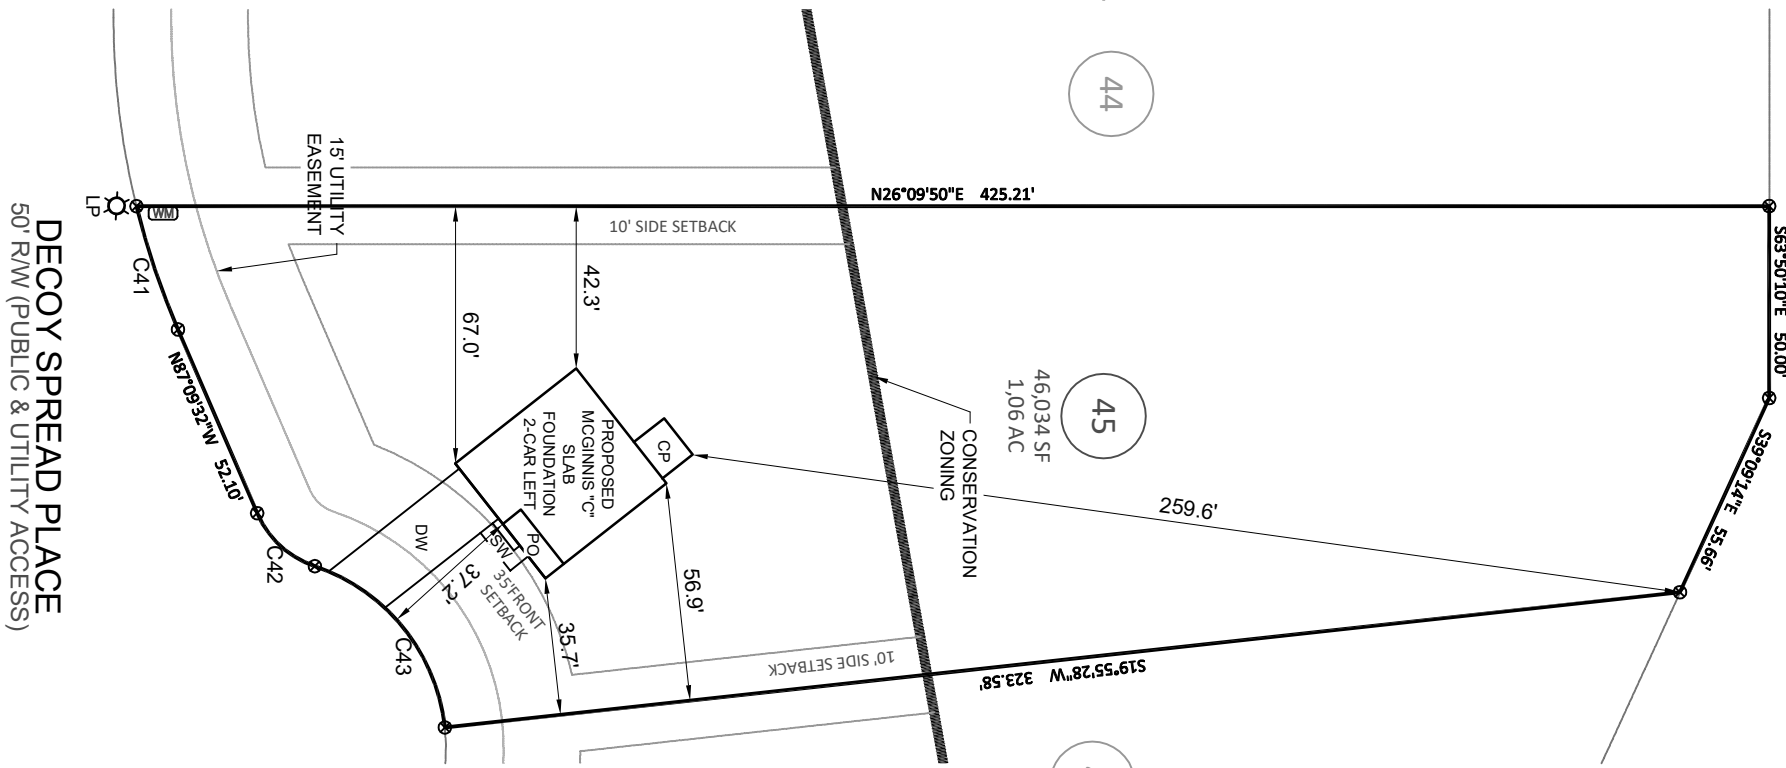 44
N26°09'50"E 425.21'
S63°50'10"E 50.00'
S39°09'14"E 55.66'
S19°55'28"W 323.58'
15' UTILITY
EASEMENT
10' SIDE SETBACK
WM
LP
C41
N87°09'32"W 52.10'
C42
C43
42.3'
67.0'
PROPOSED
MCGINNIS "C"
SLAB
FOUNDATION
2-CAR LEFT
CP
PO
SW
DW
37.2'
35'FRONT
SETBACK
56.9'
35.7'
10' SIDE SETBACK
259.6'
CONSERVATION
ZONING
45
46,034 SF
1,06 AC
DECOY SPREAD PLACE
50' R/W (PUBLIC & UTILITY ACCESS)